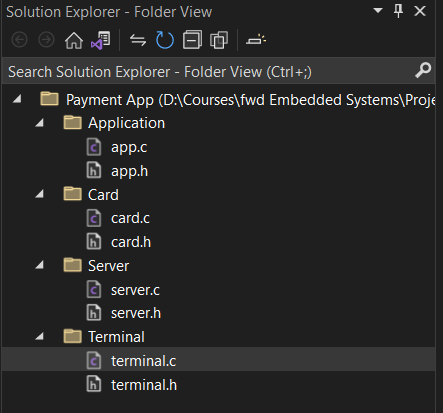 Solution Explorer - Folder View
Search Solution Explorer - Folder View (Ctrl+;)
Payment App (D:\Courses\fwd Embedded Systems\Proje
Application
app.c
app.h
Card
card.c
card.h
Server
server.c
server.h
Terminal
terminal.c
terminal.h